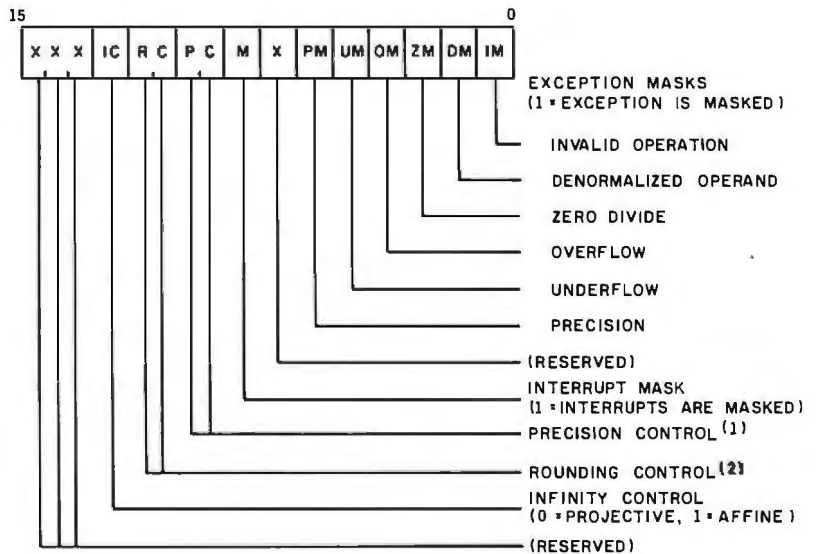 15 0
X X X IC R C P C M X PM UM OM ZM DM IM
EXCEPTION MASKS
(1=EXCEPTION IS MASKED)
INVALID OPERATION
DENORMALIZED OPERAND
ZERO DIVIDE
OVERFLOW
UNDERFLOW
PRECISION
(RESERVED)
INTERRUPT MASK
(1=INTERRUPTS ARE MASKED)
PRECISION CONTROL(1)
ROUNDING CONTROL(2)
INFINITY CONTROL
(0=PROJECTIVE, 1=AFFINE)
(RESERVED)